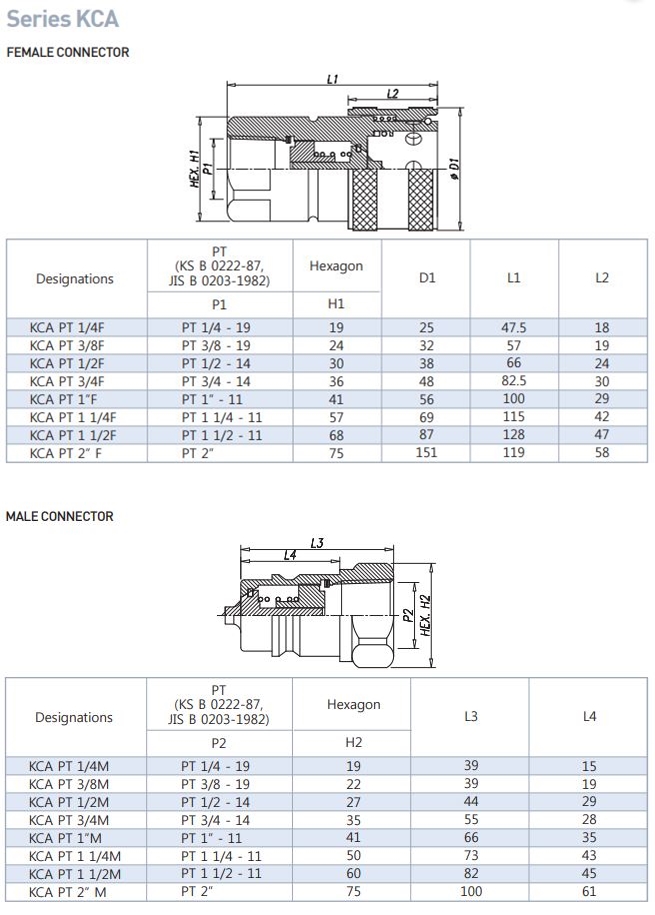 Series KCA
FEMALE CONNECTOR
L1
L2
HEX. H1
P1
ø D1
Designations PT (KS B 0222-87, JIS B 0203-1982) Hexagon D1 L1 L2
P1 H1
KCA PT 1/4F PT 1/4 - 19 19 25 47.5 18
KCA PT 3/8F PT 3/8 - 19 24 32 57 19
KCA PT 1/2F PT 1/2 - 14 30 38 66 24
KCA PT 3/4F PT 3/4 - 14 36 48 82.5 30
KCA PT 1"F PT 1" - 11 41 56 100 29
KCA PT 1 1/4F PT 1 1/4 - 11 57 69 115 42
KCA PT 1 1/2F PT 1 1/2 - 11 68 87 128 47
KCA PT 2" F PT 2" 75 151 119 58
MALE CONNECTOR
L3
L4
P2
HEX. H2
Designations PT (KS B 0222-87, JIS B 0203-1982) Hexagon L3 L4
P2 H2
KCA PT 1/4M PT 1/4 - 19 19 39 15
KCA PT 3/8M PT 3/8 - 19 22 39 19
KCA PT 1/2M PT 1/2 - 14 27 44 29
KCA PT 3/4M PT 3/4 - 14 35 55 28
KCA PT 1"M PT 1" - 11 41 66 35
KCA PT 1 1/4M PT 1 1/4 - 11 50 73 43
KCA PT 1 1/2M PT 1 1/2 - 11 60 82 45
KCA PT 2" M PT 2" 75 100 61